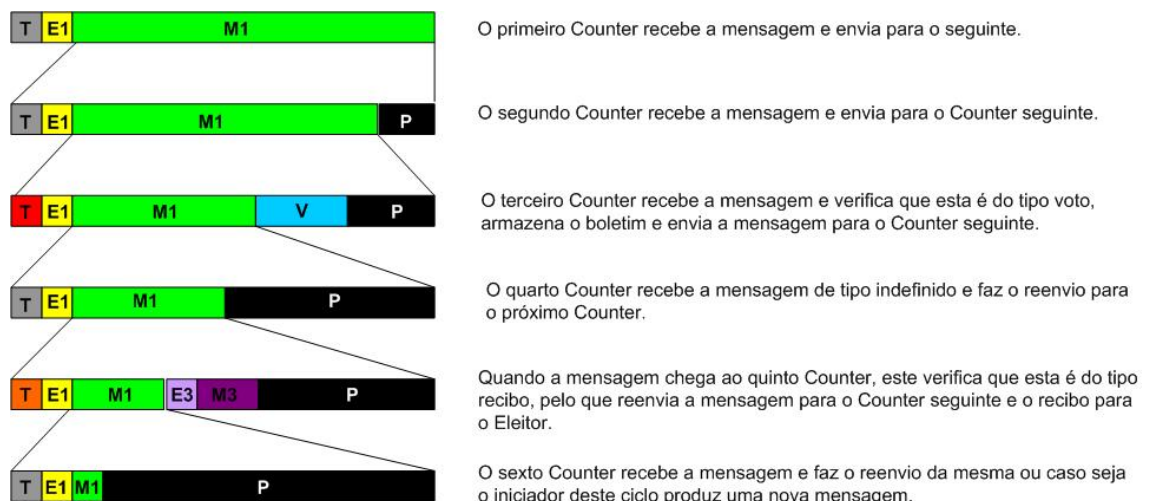 T E1 M1
O primeiro Counter recebe a mensagem e envia para o seguinte.
T E1 M1 P
O segundo Counter recebe a mensagem e envia para o Counter seguinte.
T E1 M1 V P
O terceiro Counter recebe a mensagem e verifica que esta é do tipo voto,
armazena o boletim e envia a mensagem para o Counter seguinte.
T E1 M1 P
O quarto Counter recebe a mensagem de tipo indefinido e faz o reenvio para
o próximo Counter.
T E1 M1 E3 M3 P
Quando a mensagem chega ao quinto Counter, este verifica que esta é do tipo
recibo, pelo que reenvia a mensagem para o Counter seguinte e o recibo para
o Eleitor.
T E1 M1 P
O sexto Counter recebe a mensagem e faz o reenvio da mesma ou caso seja
o iniciador deste ciclo produz uma nova mensagem.